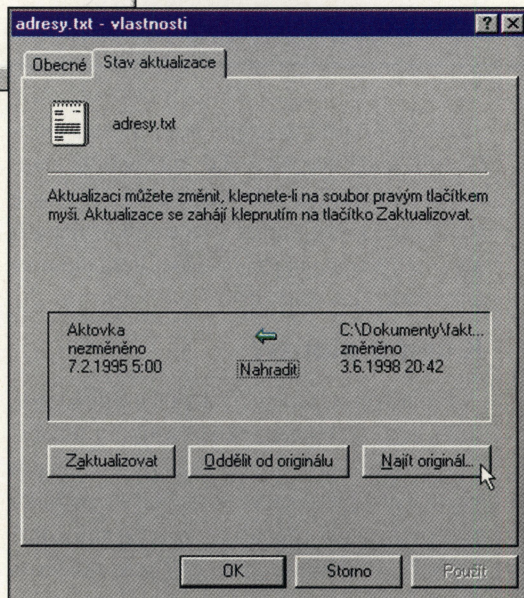 adresy.txt - vlastnosti
Obecné Stav aktualizace
adresy.txt
Aktualizaci můžete změnit, klepnete-li na soubor pravým tlačítkem
myši. Aktualizace se zahájí klepnutím na tlačítko Zaktualizovat.
Aktovka
nezměněno
7.2.1995 5:00
Nahradit
C:\Dokumenty\fakt...
změněno
3.6.1998 20:42
Zaktualizovat Oddělit od originálu Najít originál...
OK Storno Použít